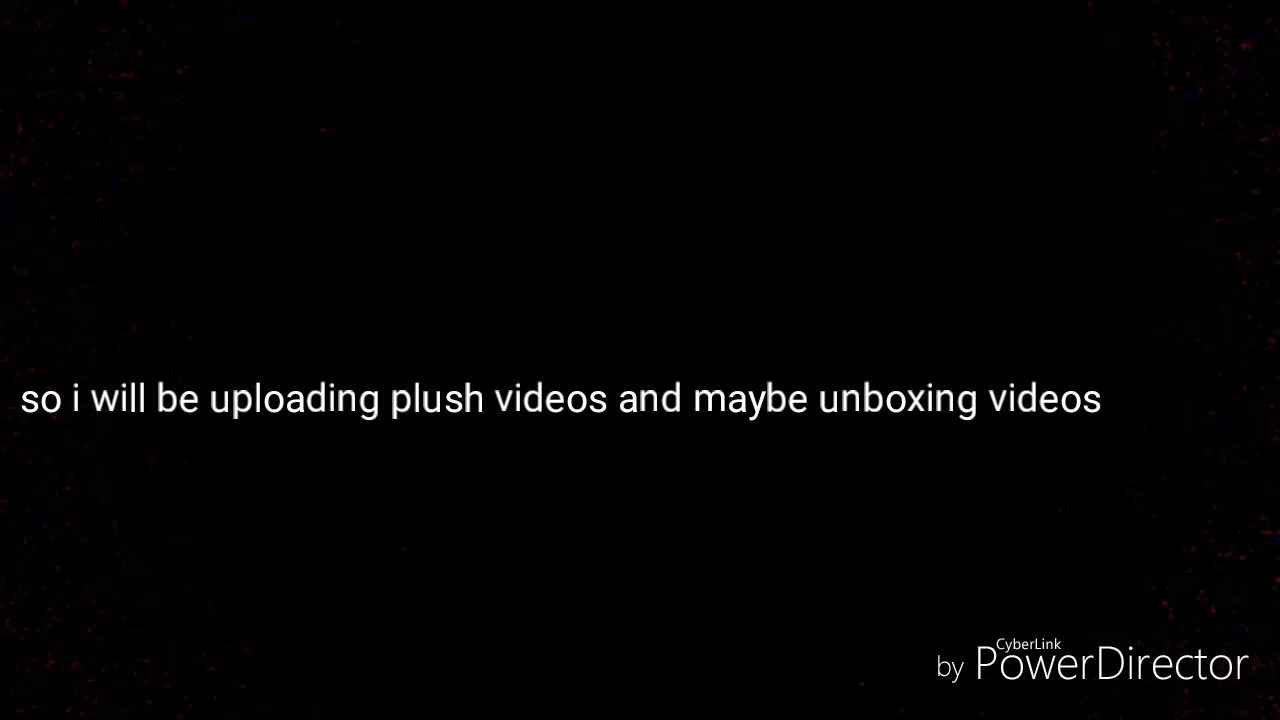 so i will be uploading plush videos and maybe unboxing videos
CyberLink
by PowerDirector